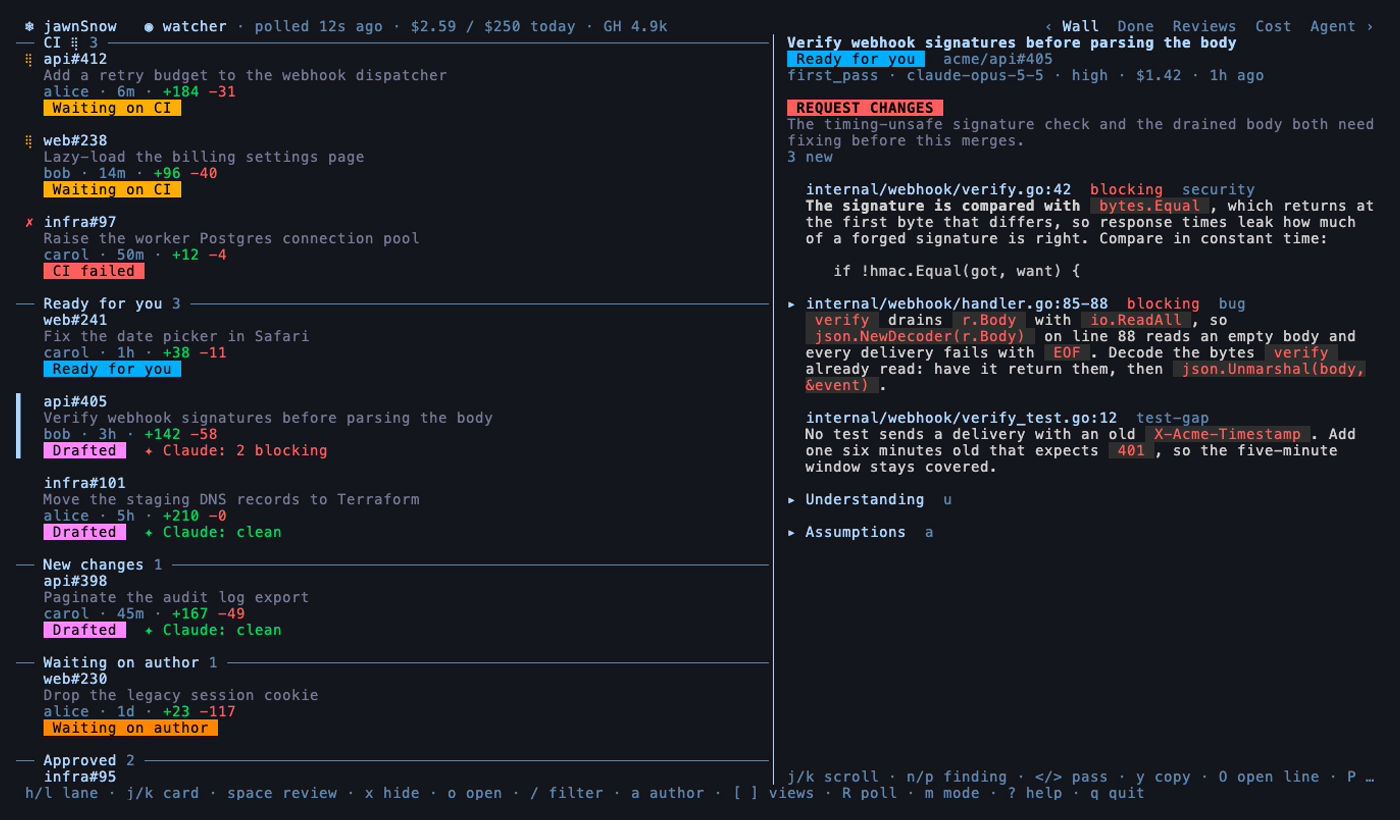 ❄ jawnSnow ◉ watcher · polled 12s ago · $2.59 / $250 today · GH 4.9k
‹ Wall Done Reviews Cost Agent ›
CI ⣾ 3
api#412
Add a retry budget to the webhook dispatcher
alice · 6m · +184 −31
Waiting on CI
web#238
Lazy-load the billing settings page
bob · 14m · +96 −40
Waiting on CI
✗ infra#97
Raise the worker Postgres connection pool
carol · 50m · +12 −4
CI failed
Ready for you 3
web#241
Fix the date picker in Safari
carol · 1h · +38 −11
Ready for you
api#405
Verify webhook signatures before parsing the body
bob · 3h · +142 −58
Drafted ✦ Claude: 2 blocking
infra#101
Move the staging DNS records to Terraform
alice · 5h · +210 −0
Drafted ✦ Claude: clean
New changes 1
api#398
Paginate the audit log export
carol · 45m · +167 −49
Drafted ✦ Claude: clean
Waiting on author 1
web#230
Drop the legacy session cookie
alice · 1d · +23 −117
Waiting on author
Approved 2
infra#95
Verify webhook signatures before parsing the body
Ready for you acme/api#405
first_pass · claude-opus-5-5 · high · $1.42 · 1h ago
REQUEST CHANGES
The timing-unsafe signature check and the drained body both need
fixing before this merges.
3 new
internal/webhook/verify.go:42 blocking security
The signature is compared with bytes.Equal , which returns at
the first byte that differs, so response times leak how much
of a forged signature is right. Compare in constant time:
if !hmac.Equal(got, want) {
▸ internal/webhook/handler.go:85-88 blocking bug
verify drains r.Body with io.ReadAll , so
json.NewDecoder(r.Body) on line 88 reads an empty body and
every delivery fails with EOF . Decode the bytes verify
already read: have it return them, then json.Unmarshal(body,
&event) .
internal/webhook/verify_test.go:12 test-gap
No test sends a delivery with an old X-Acme-Timestamp . Add
one six minutes old that expects 401 , so the five-minute
window stays covered.
▸ Understanding u
▸ Assumptions a
j/k scroll · n/p finding · </> pass · y copy · O open line · P …
h/l lane · j/k card · space review · x hide · o open · / filter · a author · [ ] views · R poll · m mode · ? help · q quit